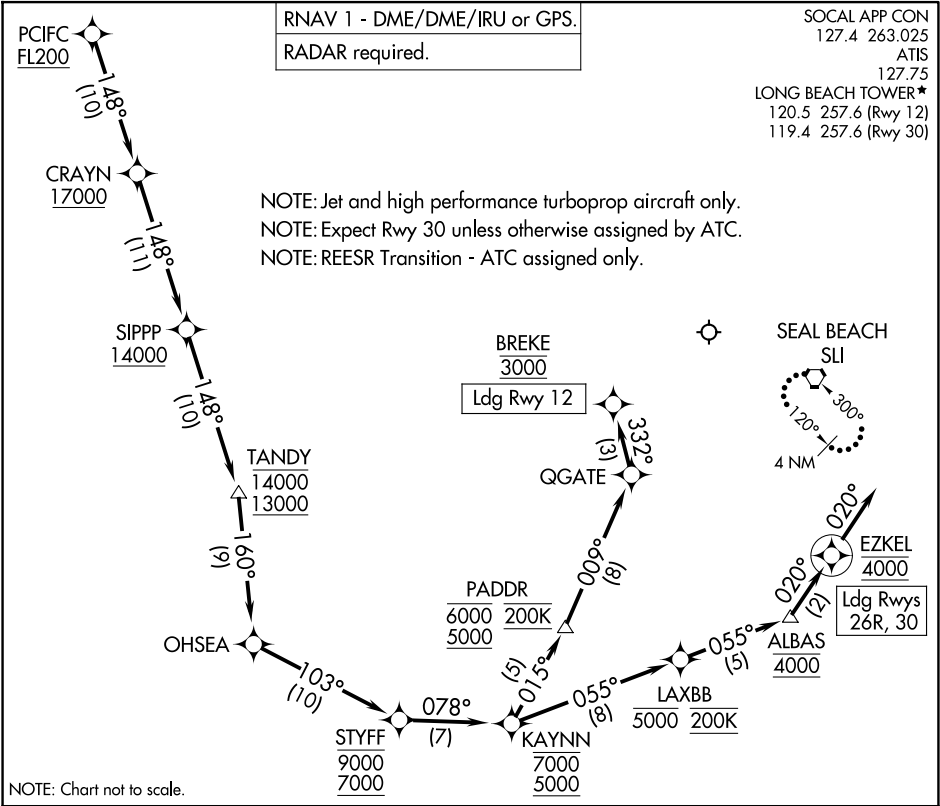 RNAV 1 - DME/DME/IRU or GPS.
RADAR required.
SOCAL APP CON
127.4 263.025
ATIS
127.75
LONG BEACH TOWER★
120.5 257.6 (Rwy 12)
119.4 257.6 (Rwy 30)
PCIFC
FL200
148°
(10)
CRAYN
17000
148°
(11)
NOTE: Jet and high performance turboprop aircraft only.
NOTE: Expect Rwy 30 unless otherwise assigned by ATC.
NOTE: REESR Transition - ATC assigned only.
SIPPP
14000
148°
(10)
TANDY
14000
13000
160°
(9)
OHSEA
103°
(10)
STYFF
9000
7000
078°
(7)
KAYNN
7000
5000
015°
(5)
PADDR
6000 200K
5000
009°
(8)
QGATE
332°
(3)
BREKE
3000
Ldg Rwy 12
055°
(8)
LAXBB
5000 200K
055°
(5)
ALBAS
4000
020°
(2)
EZKEL
4000
Ldg Rwys
26R, 30
020°
SEAL BEACH
SLI
300°
120°
4 NM
NOTE: Chart not to scale.